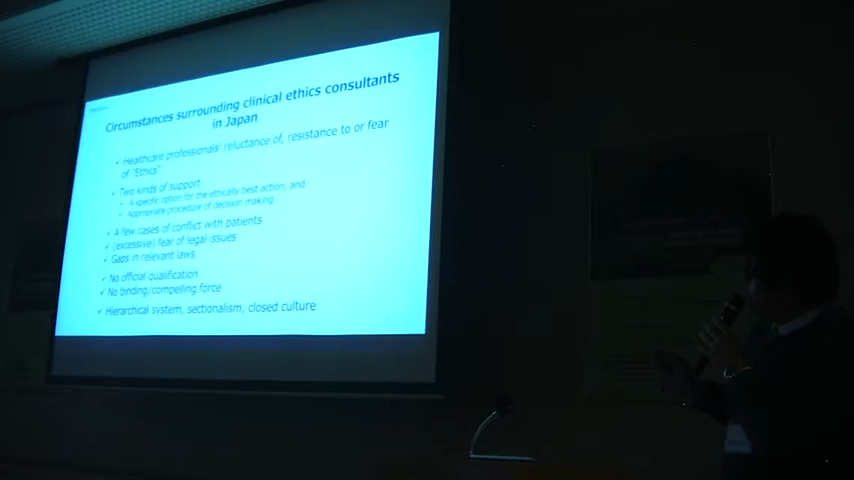 Circumstances surrounding clinical ethics consultants
in Japan
✓ Healthcare professionals' reluctance of, resistance to or fear
of "Ethics"
• Two kinds of support
• A specific option for the ethically best action, and
• Appropriate procedure of decision making
✓ A few cases of conflict with patients
✓ (excessive) fear of legal issues
✓ Gaps in relevant laws
✓ No official qualification
✓ No binding/compelling force
✓ Hierarchical system, sectionalism, closed culture